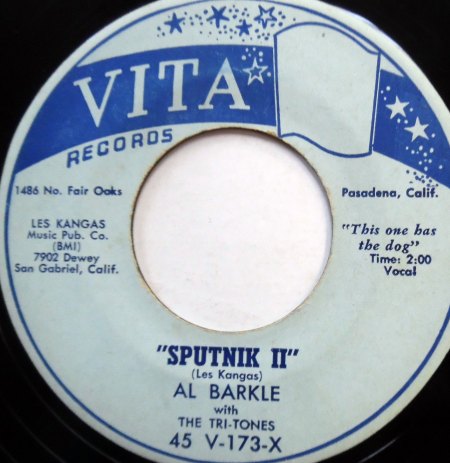 VITA
RECORDS
1486 No. Fair Oaks
Pasadena, Calif.
LES KANGAS
Music Pub. Co.
(BMI)
7902 Dewey
San Gabriel, Calif.
"This one has
the dog"
Time: 2:00
Vocal
"SPUTNIK II"
(Les Kangas)
AL BARKLE
with
THE TRI-TONES
45 V-173-X